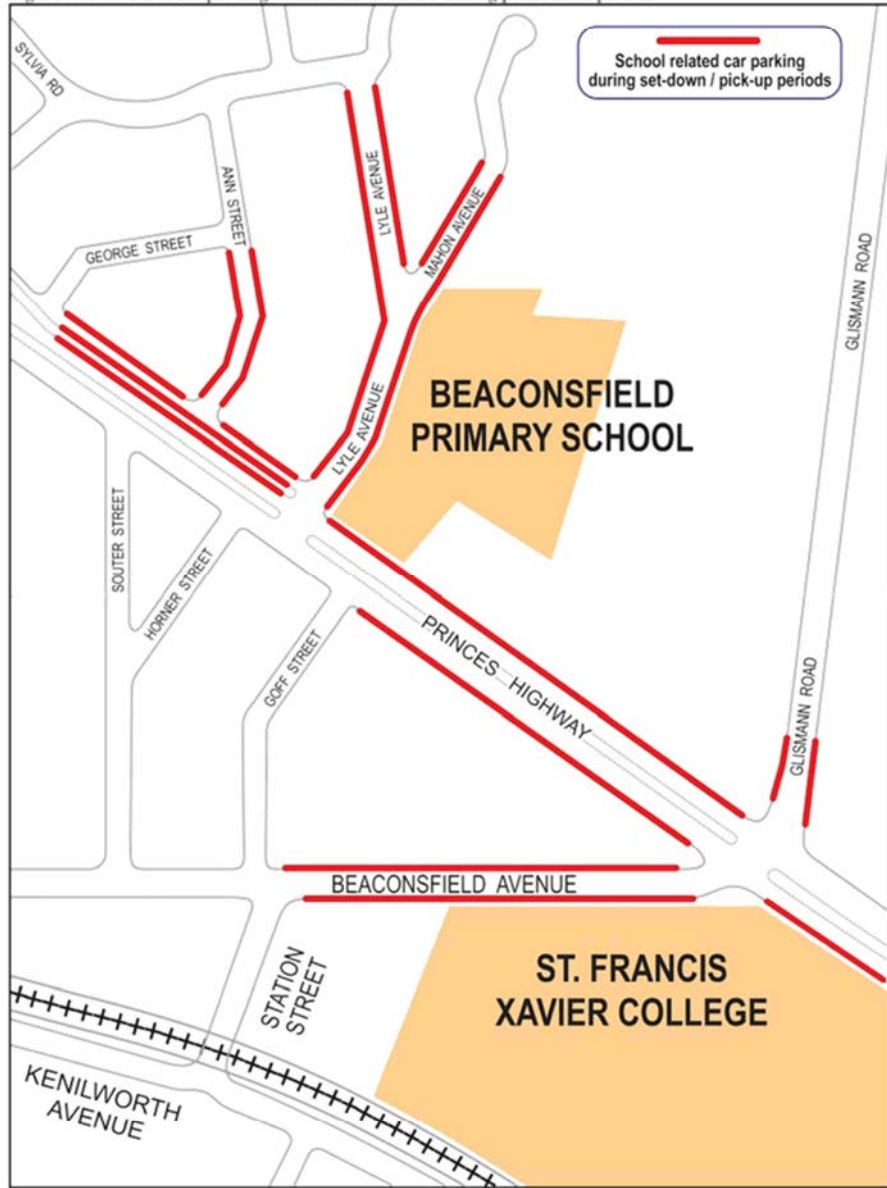 School related car parking
during set-down / pick-up periods
SYLVIA RD
ANN STREET
LYLE AVENUE
MAHON AVENUE
GEORGE STREET
GLISMANN ROAD
BEACONSFIELD
PRIMARY SCHOOL
LYLE AVENUE
SOUTER STREET
HORNER STREET
GOFF STREET
PRINCES HIGHWAY
GLISMANN ROAD
BEACONSFIELD AVENUE
STATION
STREET
ST. FRANCIS
XAVIER COLLEGE
KENILWORTH
AVENUE